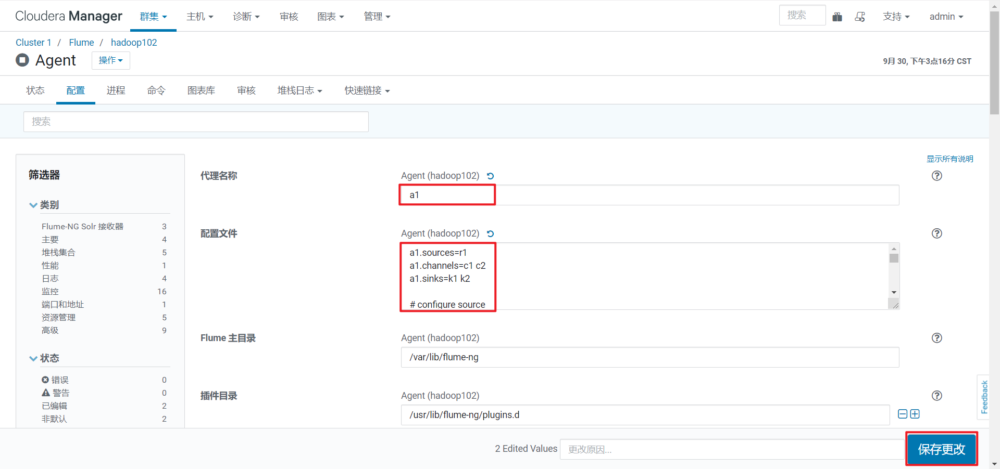 Cloudera Manager 群集 主机 诊断 审核 图表 管理 搜索 支持 admin
Cluster 1 / Flume / hadoop102
Agent 操作
9月 30, 下午3点16分 CST
状态 配置 进程 命令 图表库 审核 堆栈日志 快速链接
搜索
显示所有说明
筛选器
类别
Flume-NG Solr 接收器 3
主要 4
堆栈集合 5
性能 1
日志 4
监控 16
端口和地址 1
资源管理 5
高级 9
状态
错误 0
警告 0
已编辑 2
非默认 2
代理名称 Agent (hadoop102)
a1
配置文件 Agent (hadoop102)
a1.sources=r1
a1.channels=c1 c2
a1.sinks=k1 k2
# configure source
Flume 主目录 Agent (hadoop102)
/var/lib/flume-ng
插件目录 Agent (hadoop102)
/usr/lib/flume-ng/plugins.d
Feedback
2 Edited Values 更改原因... 保存更改